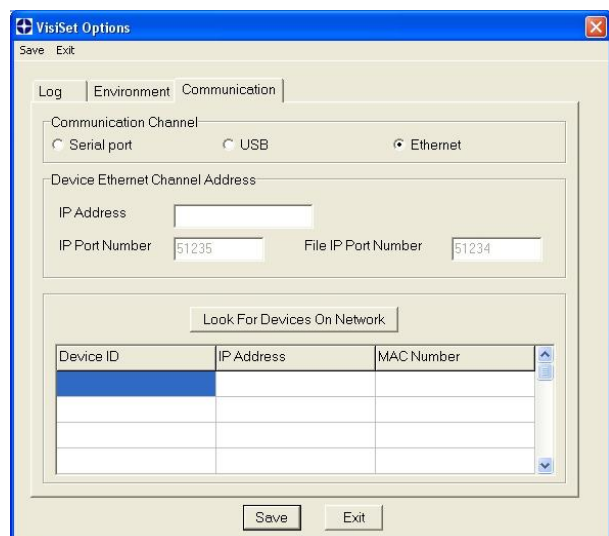 VisiSet Options
Save Exit
Log Environment Communication
Communication Channel
Serial port USB Ethernet
Device Ethernet Channel Address
IP Address
IP Port Number 51235 File IP Port Number 51234
Look For Devices On Network
Device ID IP Address MAC Number
Save Exit